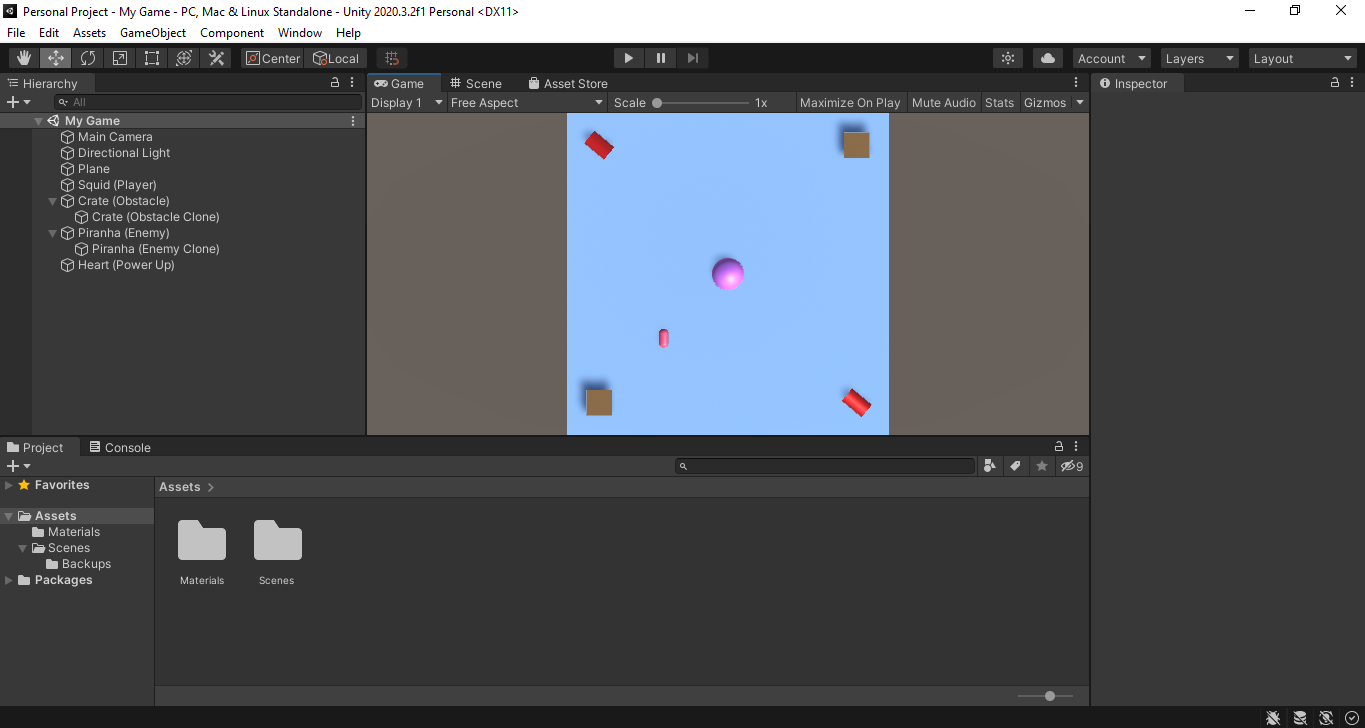 Personal Project - My Game - PC, Mac & Linux Standalone - Unity 2020.3.2f1 Personal <DX11>
File Edit Assets GameObject Component Window Help
Center Local Account Layers Layout
Hierarchy Game Scene Asset Store Inspector
All Display 1 Free Aspect Scale 1x Maximize On Play Mute Audio Stats Gizmos
My Game
Main Camera
Directional Light
Plane
Squid (Player)
Crate (Obstacle)
Crate (Obstacle Clone)
Piranha (Enemy)
Piranha (Enemy Clone)
Heart (Power Up)
Project Console
9
Favorites
Assets
Assets
Materials
Scenes
Backups
Packages
Materials Scenes